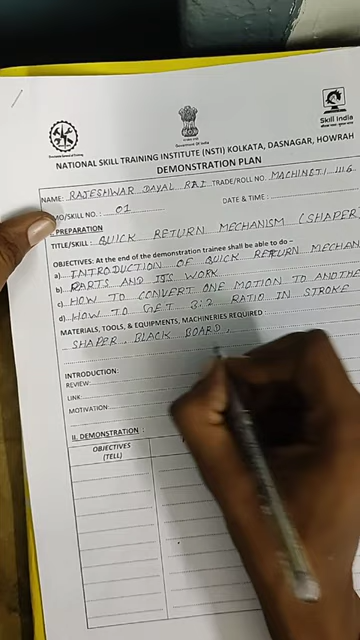 Skill India
NATIONAL SKILL TRAINING INSTITUTE (NSTI) KOLKATA, DASNAGAR, HOWRAH
DEMONSTRATION PLAN
NAME: RAJESHWAR DAYAL RAI TRADE/ROLL NO. MACHINIST 1116
MO/SKILL NO.: 01 DATE & TIME:
PREPARATION
TITLE/SKILL: QUICK RETURN MECHANISM (SHAPER
OBJECTIVES: At the end of the demonstration trainee shall be able to do –
a) INTRODUCTION OF QUICK RETURN MECHAN
b) PARTS AND ITS WORK
c) HOW TO CONVERT ONE MOTION TO ANOTHE
d) HOW TO GET 3:2 RATIO IN STROKE
MATERIALS, TOOLS, & EQUIPMENTS, MACHINERIES REQUIRED:
SHAPER, BLACK BOARD,
INTRODUCTION:
REVIEW:
LINK:
MOTIVATION:
II. DEMONSTRATION:
OBJECTIVES
(TELL)